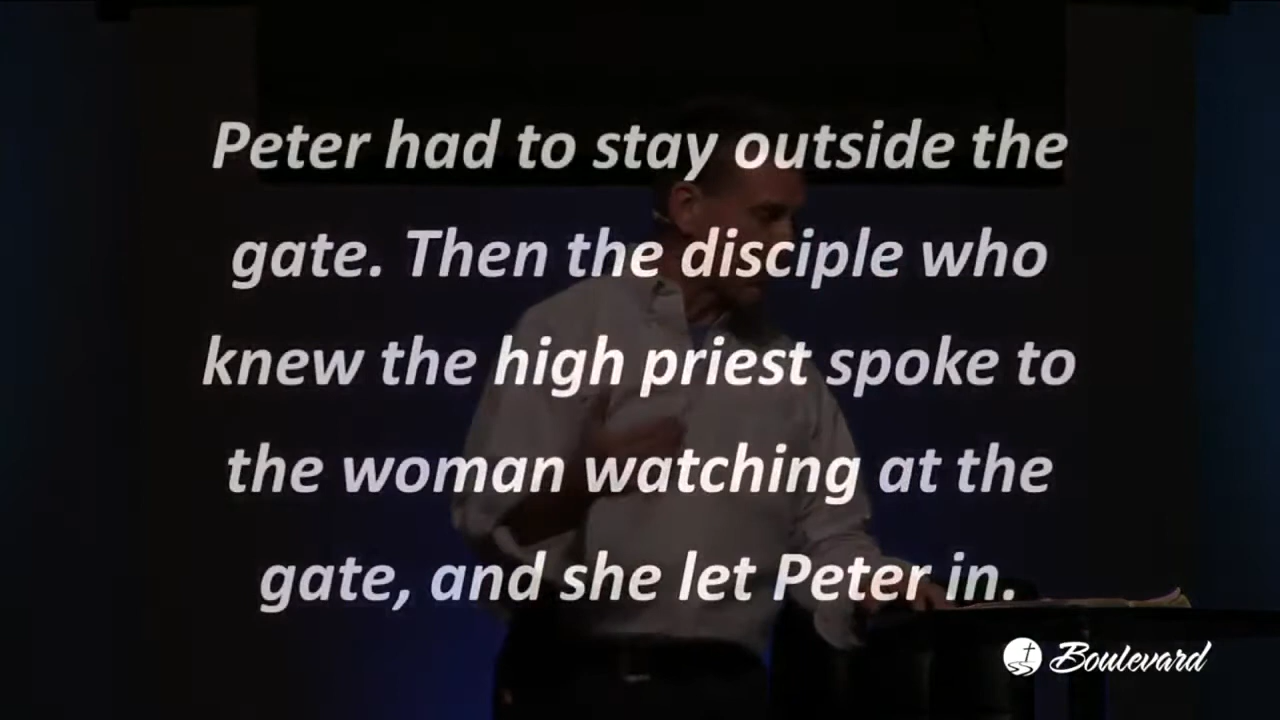 Peter had to stay outside the
gate. Then the disciple who
knew the high priest spoke to
the woman watching at the
gate, and she let Peter in.
Boulevard